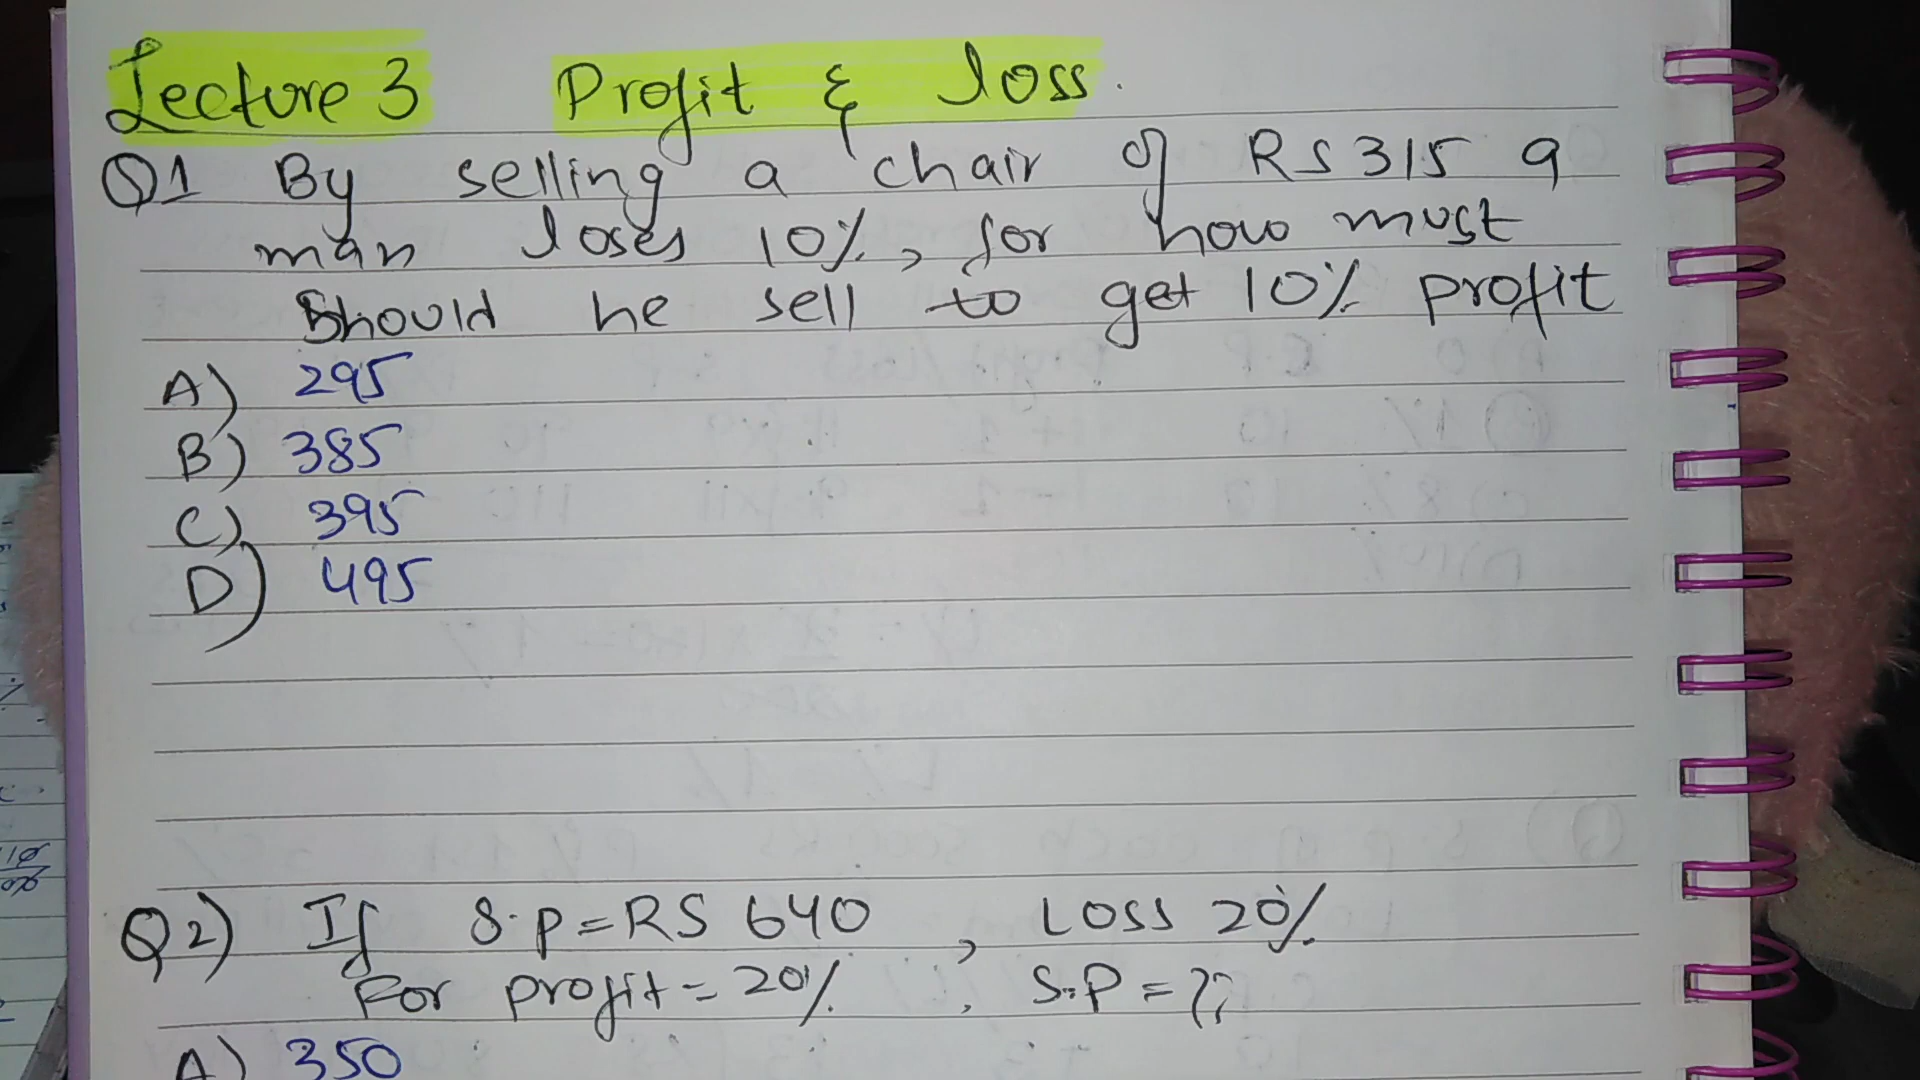 Lecture 3 Profit & loss.
Q1 By selling a chair of RS 315 a
man loses 10%, for how must
Should he sell to get 10% profit
A) 295
B) 385
C) 395
D) 495
Q2) If S.P = RS 640, LOSS 20%.
For profit = 20%. , S.P = ??
A) 350